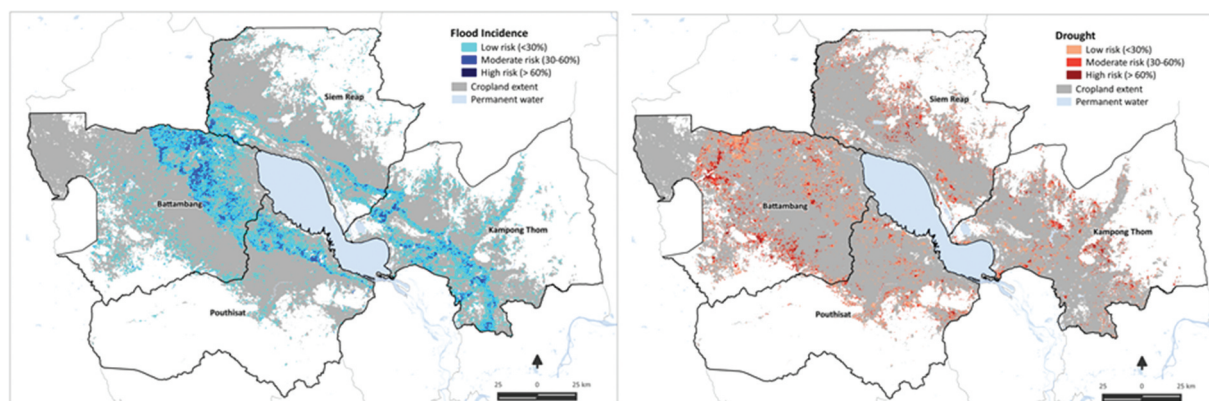 Flood Incidence
Low risk (<30%)
Moderate risk (30-60%)
High risk (> 60%)
Cropland extent
Permanent water
Siem Reap
Battambang
Kampong Thom
Pouthisat
25 0 25 km
Drought
Low risk (<30%)
Moderate risk (30-60%)
High risk (> 60%)
Cropland extent
Permanent water
Siem Reap
Battambang
Kampong Thom
Pouthisat
25 0 25 km